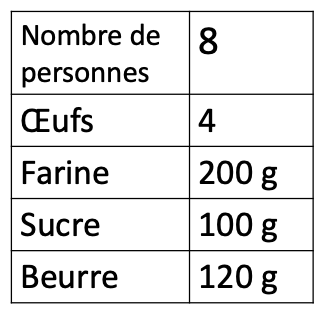 Nombre de
personnes
8
Œufs
4
Farine
200 g
Sucre
100 g
Beurre
120 g